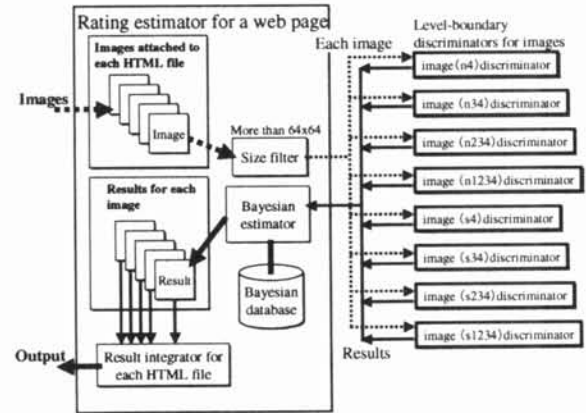 Rating estimator for a web page
Images attached to
each HTML file
Images
Image
More than 64x64
Size filter
Each image
Level-boundary
discriminators for images
image (n4) discriminator
image (n34) discriminator
image (n234) discriminator
image (n1234) discriminator
image (s4) discriminator
image (s34) discriminator
image (s234) discriminator
image (s1234) discriminator
Results for each
image
Result
Bayesian
estimator
Bayesian
database
Results
Output
Result integrator for
each HTML file